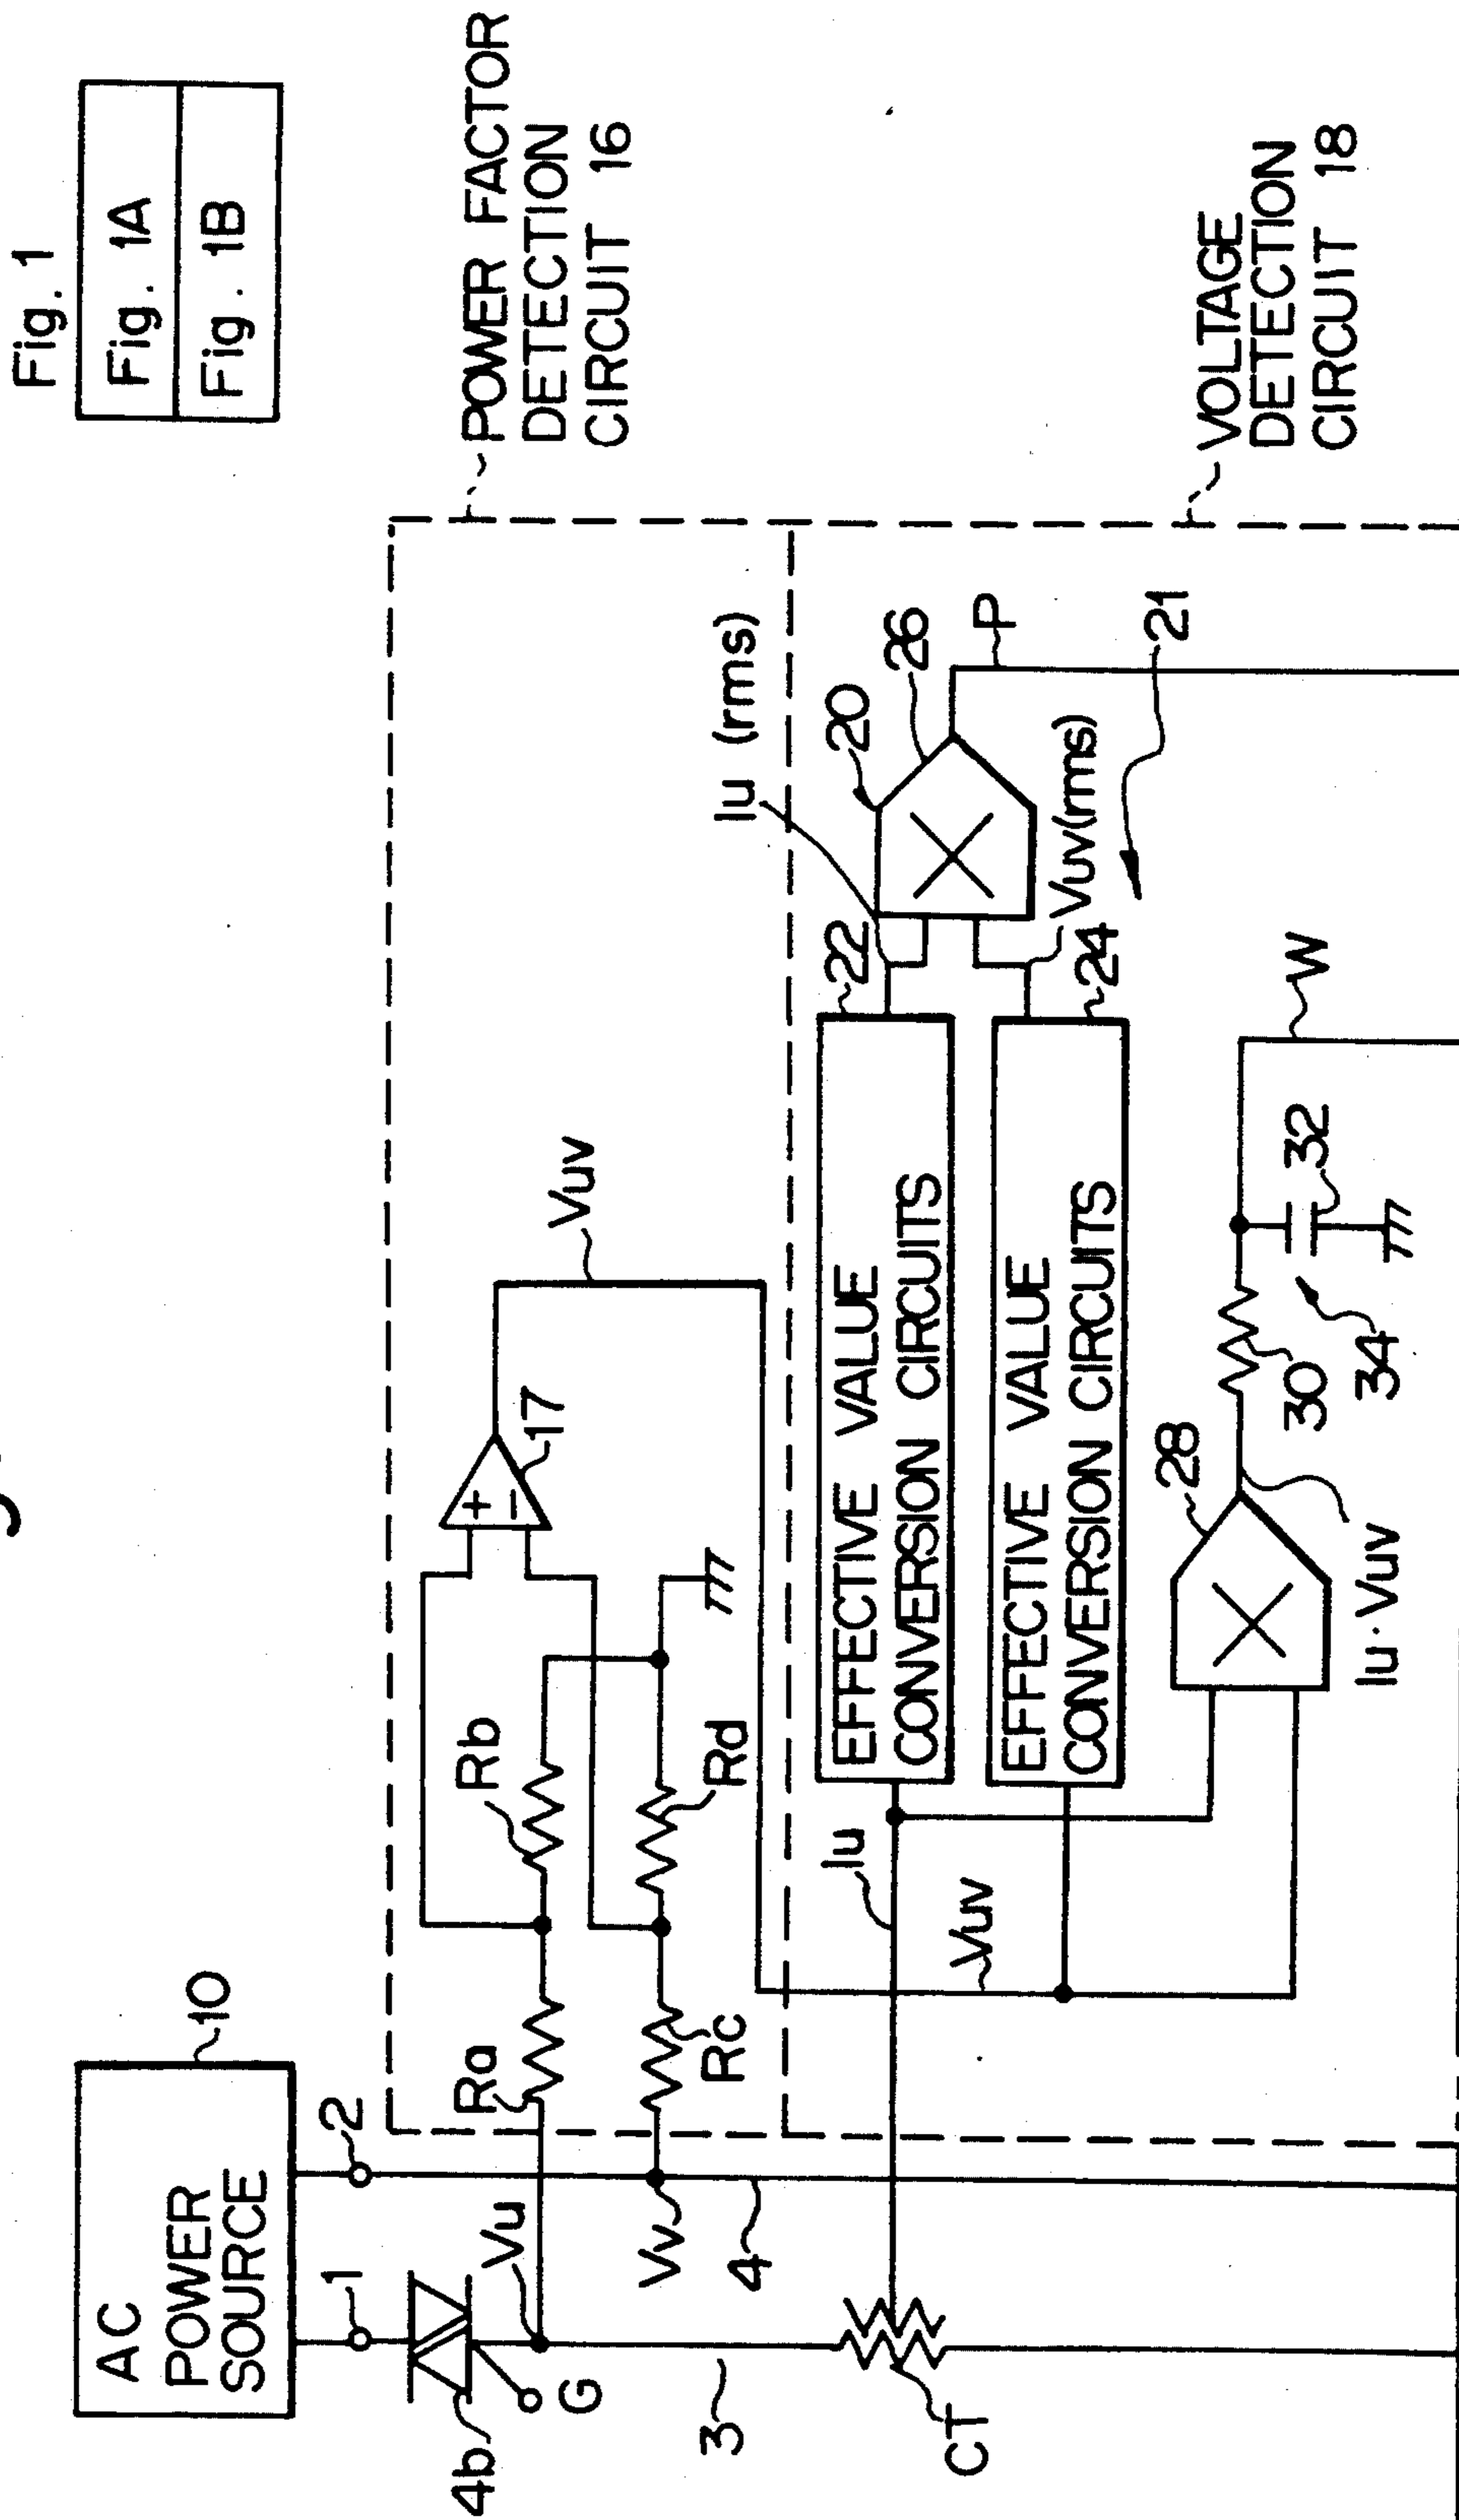 Fig. 1
Fig. 1A
Fig. 1B
AC
POWER
SOURCE
10
1
2
4b
G
Vu
Vv
3
4
CT
POWER FACTOR
DETECTION
CIRCUIT 16
Ra
Rb
Rc
Rd
+
−
17
Vuv
VOLTAGE
DETECTION
CIRCUIT 18
Iu
Vuv
EFFECTIVE VALUE
CONVERSION CIRCUITS
22
EFFECTIVE VALUE
CONVERSION CIRCUITS
24
Iu (rms)
Vuv(rms)
20
26
P
21
28
Iu·Vuv
30
32
34
W